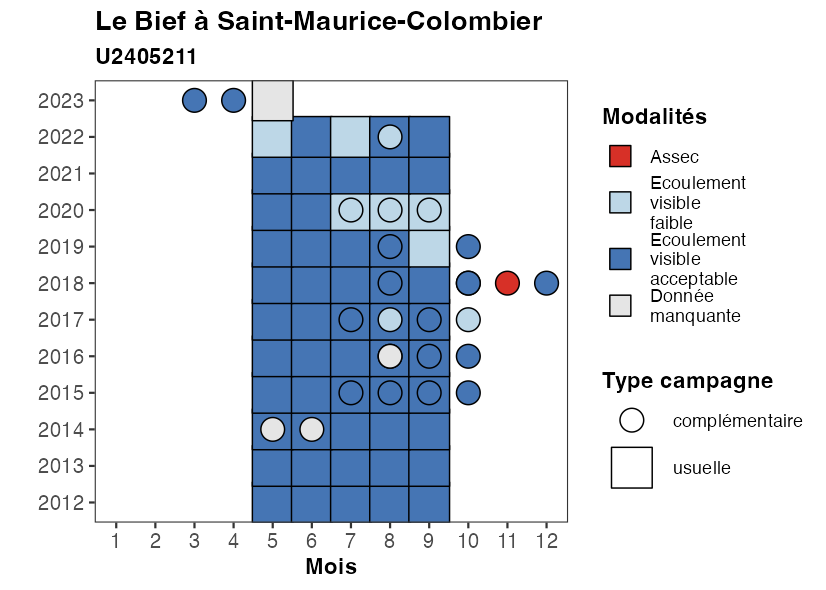 Le Bief à Saint-Maurice-Colombier
U2405211
2023
2022
2021
2020
2019
2018
2017
2016
2015
2014
2013
2012
1 2 3 4 5 6 7 8 9 10 11 12
Mois
Modalités
Assec
Ecoulement
visible
faible
Ecoulement
visible
acceptable
Donnée
manquante
Type campagne
complémentaire
usuelle